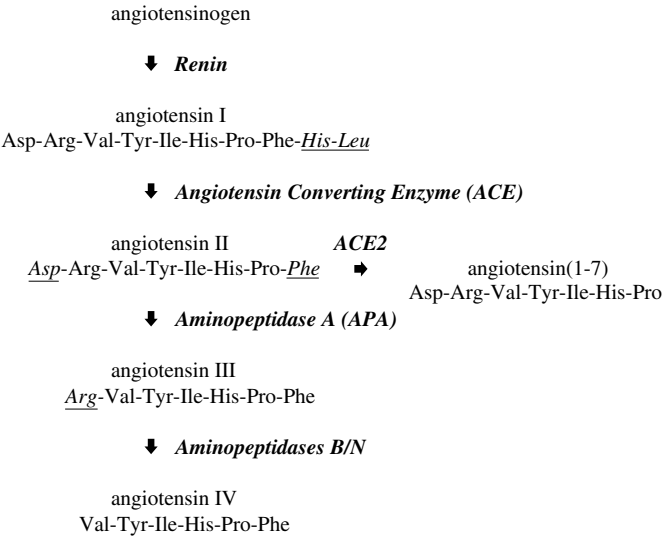 angiotensinogen
Renin
angiotensin I
Asp-Arg-Val-Tyr-Ile-His-Pro-Phe-His-Leu
Angiotensin Converting Enzyme (ACE)
angiotensin II ACE2
Asp-Arg-Val-Tyr-Ile-His-Pro-Phe angiotensin(1-7)
Asp-Arg-Val-Tyr-Ile-His-Pro
Aminopeptidase A (APA)
angiotensin III
Arg-Val-Tyr-Ile-His-Pro-Phe
Aminopeptidases B/N
angiotensin IV
Val-Tyr-Ile-His-Pro-Phe